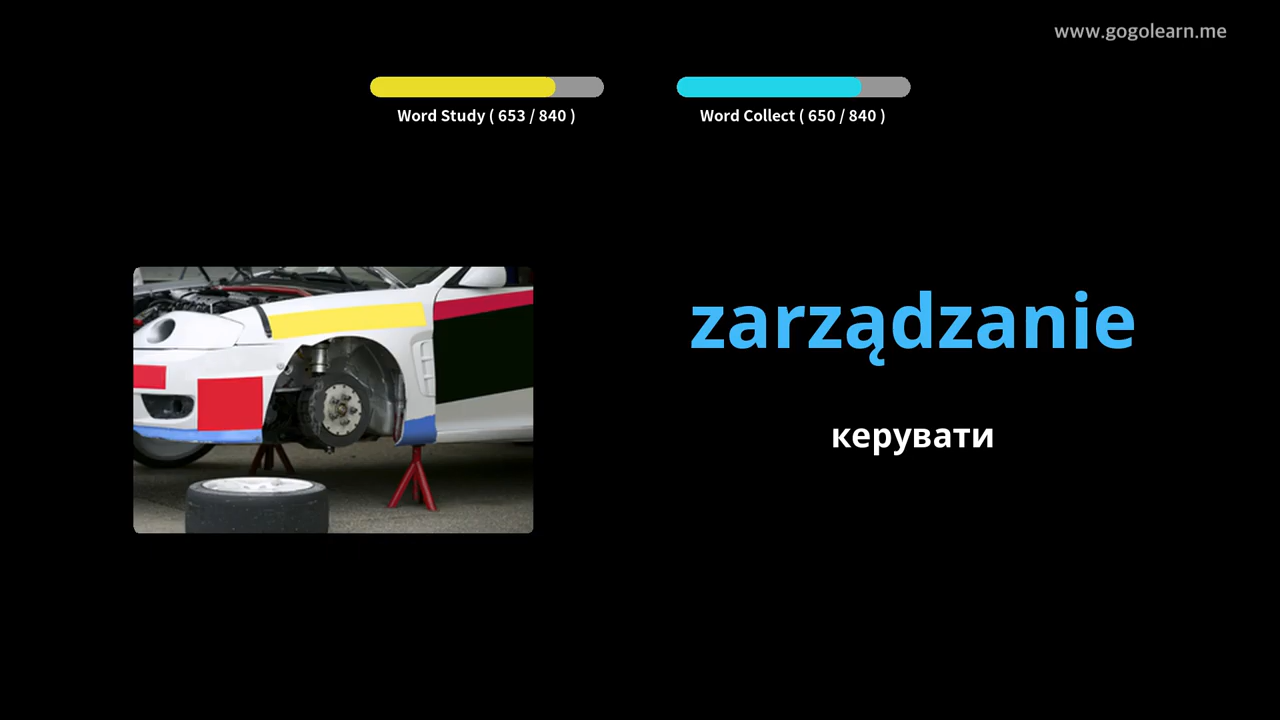 www.gogolearn.me
Word Study ( 653 / 840 )
Word Collect ( 650 / 840 )
zarządzanie
керувати